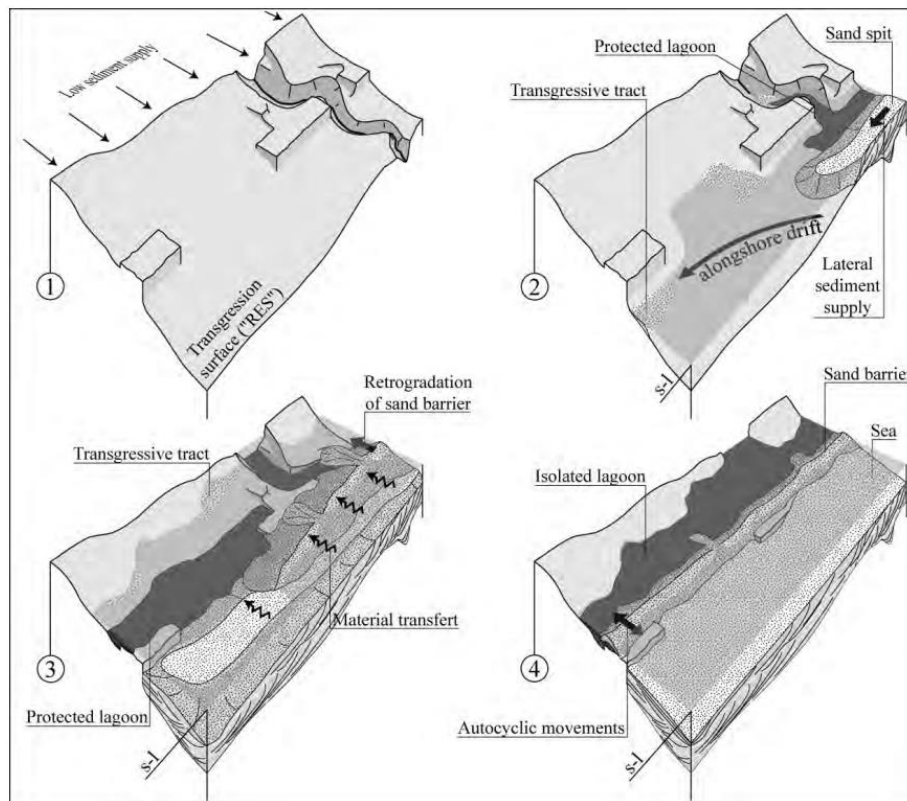 Low sediment supply
1
Transgression
surface ("RES")
Protected lagoon
Sand spit
Transgressive tract
alongshore drift
Lateral
sediment
supply
2
s-1
Retrogradation
of sand barrier
Transgressive tract
Material transfert
3
Protected lagoon
s-1
Sand barrier
Sea
Isolated lagoon
4
Autocyclic movements
s-1